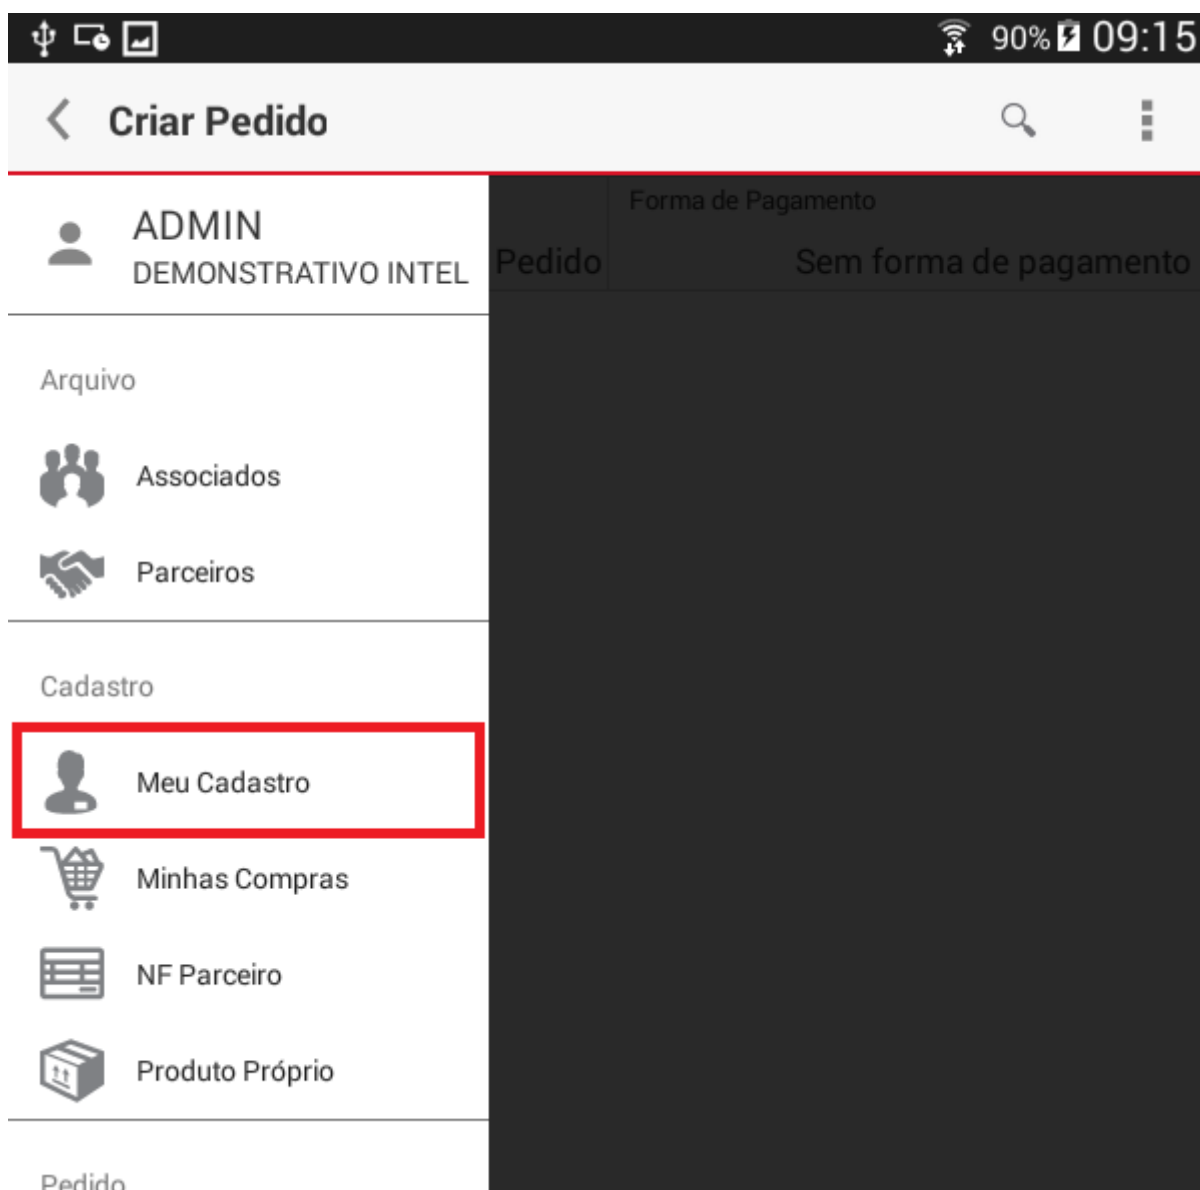 90% 09:15
Criar Pedido
ADMIN
DEMONSTRATIVO INTEL
Forma de Pagamento
Pedido
Sem forma de pagamento
Arquivo
Associados
Parceiros
Cadastro
Meu Cadastro
Minhas Compras
NF Parceiro
Produto Próprio
Pedido